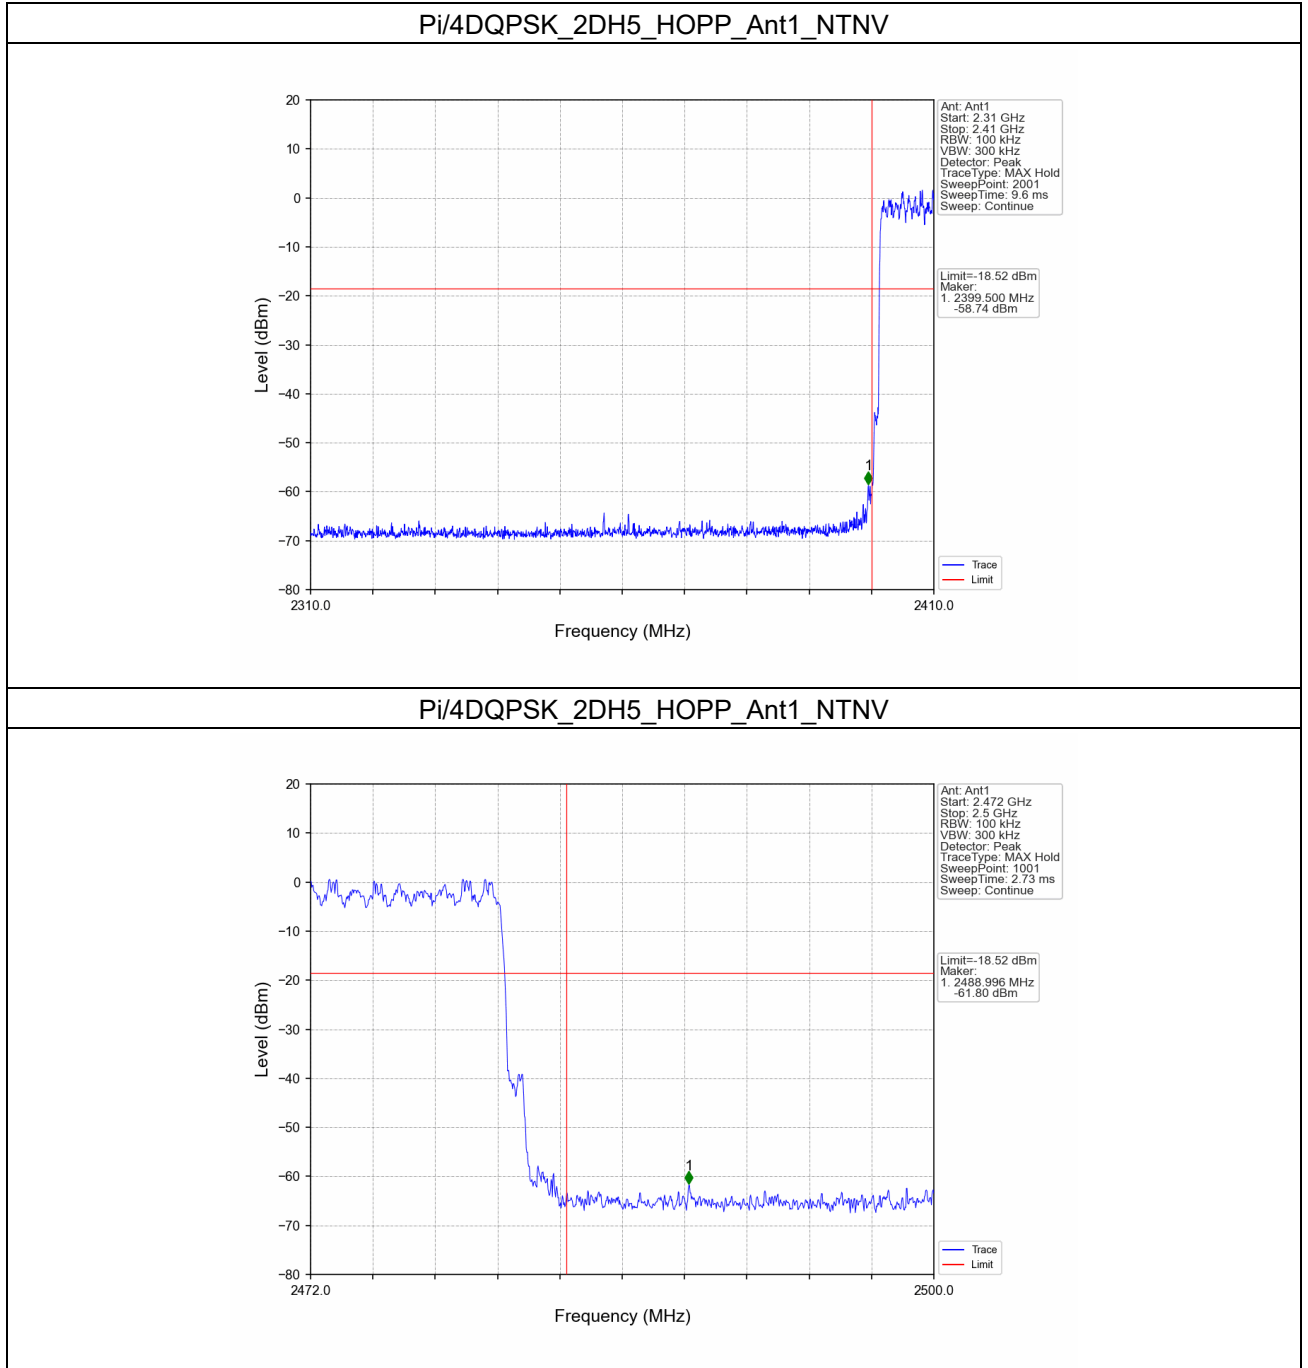 Pi/4DQPSK_2DH5_HOPP_Ant1_NTNV
20
10
0
−10
−20
−30
−40
−50
−60
−70
−80
Level (dBm)
2310.0
2410.0
Frequency (MHz)
1
Ant: Ant1
Start: 2.31 GHz
Stop: 2.41 GHz
RBW: 100 kHz
VBW: 300 kHz
Detector: Peak
TraceType: MAX Hold
SweepPoint: 2001
SweepTime: 9.6 ms
Sweep: Continue
Limit=-18.52 dBm
Maker:
1. 2399.500 MHz
-58.74 dBm
Trace
Limit
Pi/4DQPSK_2DH5_HOPP_Ant1_NTNV
20
10
0
−10
−20
−30
−40
−50
−60
−70
−80
Level (dBm)
2472.0
2500.0
Frequency (MHz)
1
Ant: Ant1
Start: 2.472 GHz
Stop: 2.5 GHz
RBW: 100 kHz
VBW: 300 kHz
Detector: Peak
TraceType: MAX Hold
SweepPoint: 1001
SweepTime: 2.73 ms
Sweep: Continue
Limit=-18.52 dBm
Maker:
1. 2488.996 MHz
-61.80 dBm
Trace
Limit